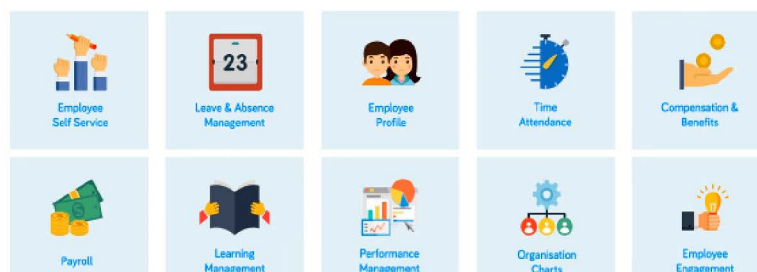 Employee
Self Service
23
Leave & Absence
Management
Employee
Profile
Time
Attendance
Compensation &
Benefits
Payroll
Learning
Management
Performance
Management
Organisation
Charts
Employee
Engagement